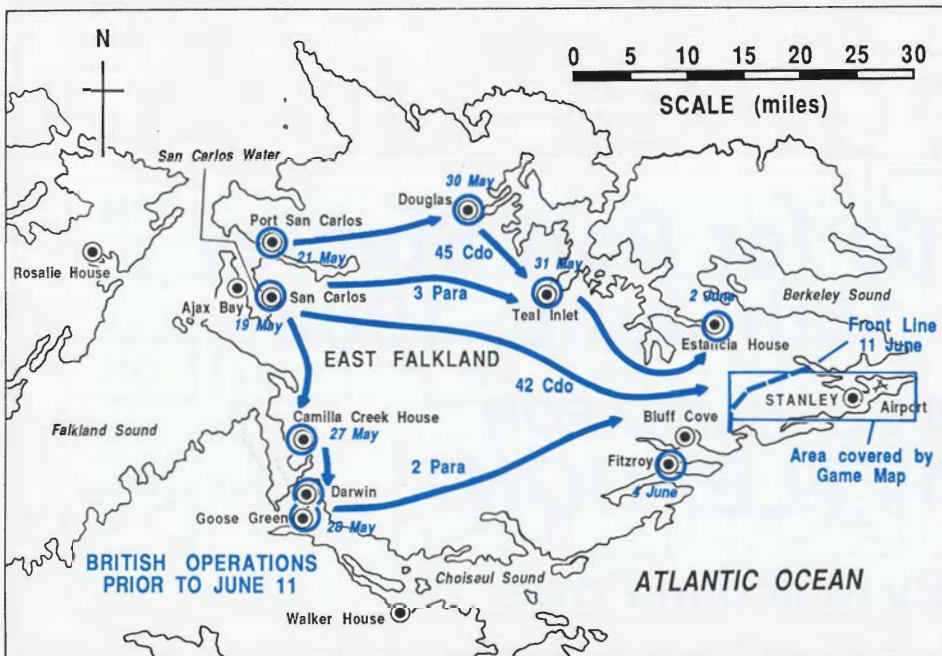 N
0 5 10 15 20 25 30
SCALE (miles)
San Carlos Water
30 May
Douglas
Port San Carlos
21 May
45 Cdo
31 May
Rosalie House
3 Para
2 June
Berkeley Sound
Ajax Bay
San Carlos
Teal Inlet
19 May
Estancia House
Front Line
11 June
EAST FALKLAND
42 Cdo
STANLEY
Airport
Camilla Creek House
Bluff Cove
Falkland Sound
27 May
Area covered by
Game Map
2 Para
Fitzroy
4 June
Darwin
Goose Green
28 May
BRITISH OPERATIONS
PRIOR TO JUNE 11
Choisaul Sound
ATLANTIC OCEAN
Walker House